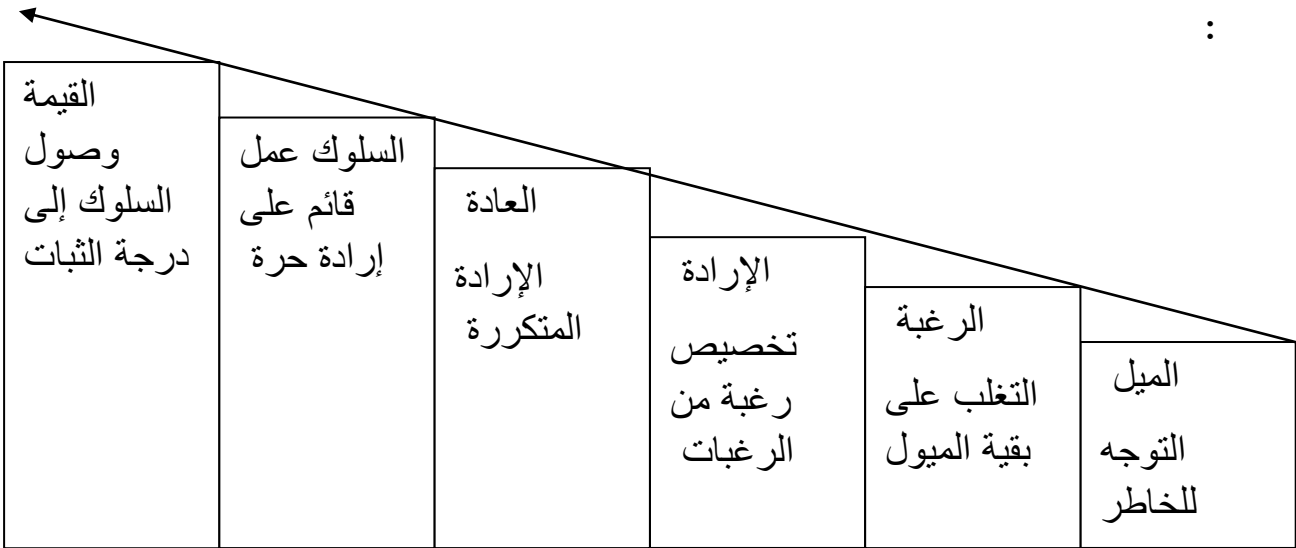 :
الميل
التوجه
للخاطر
الرغبة
التغلب على
بقية الميول
الإرادة
تخصيص
رغبة من
الرغبات
العادة
الإرادة
المتكررة
السلوك عمل
قائم على
إرادة حرة
القيمة
وصول
السلوك إلى
درجة الثبات